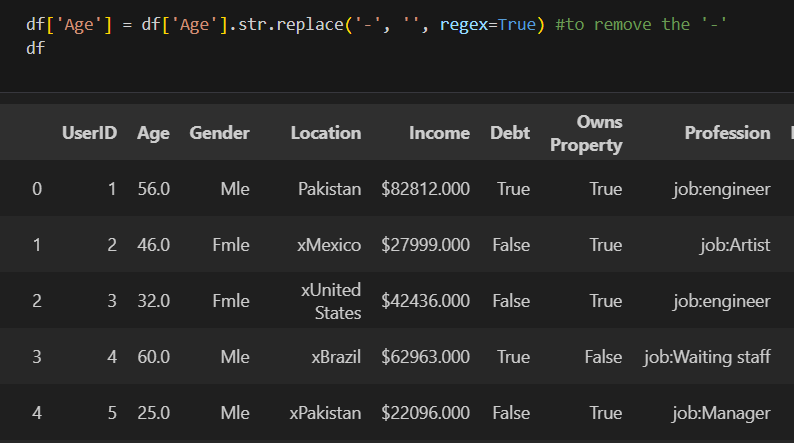 df['Age'] = df['Age'].str.replace('-', '', regex=True) #to remove the '-'
df
UserID Age Gender Location Income Debt Owns Property Profession
0 1 56.0 Mle Pakistan $82812.000 True True job:engineer
1 2 46.0 Fmle xMexico $27999.000 False True job:Artist
2 3 32.0 Fmle xUnited States $42436.000 False True job:engineer
3 4 60.0 Mle xBrazil $62963.000 True False job:Waiting staff
4 5 25.0 Mle xPakistan $22096.000 False True job:Manager